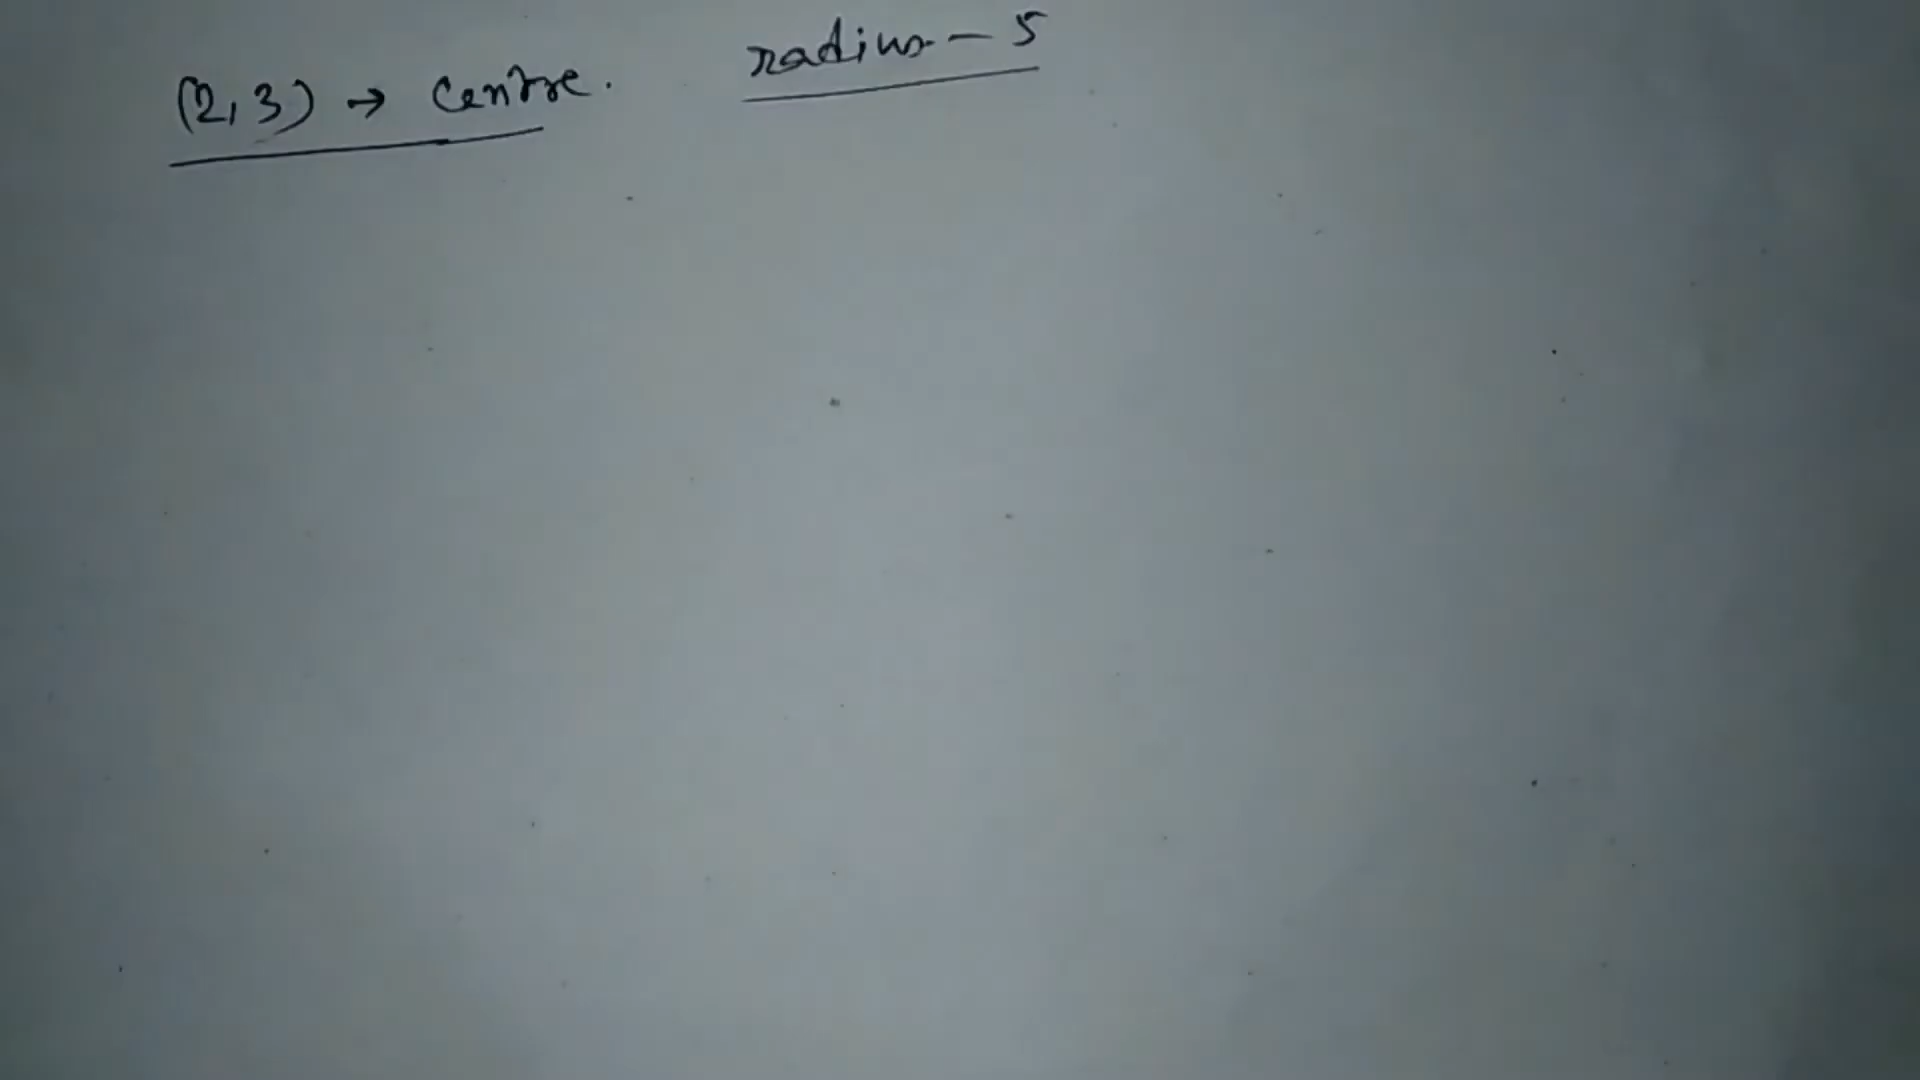 (2,3) → Centre. radius - 5